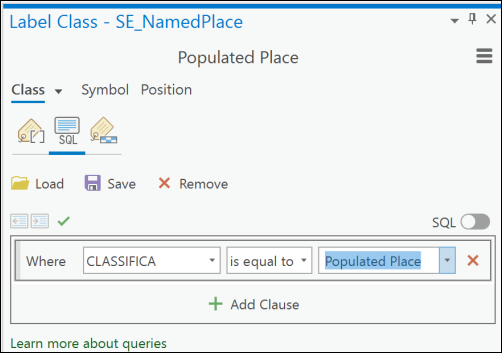 Label Class - SE_NamedPlace
Populated Place
Class Symbol Position
SQL
Load Save Remove
SQL
Where CLASSIFICA is equal to Populated Place
Add Clause
Learn more about queries